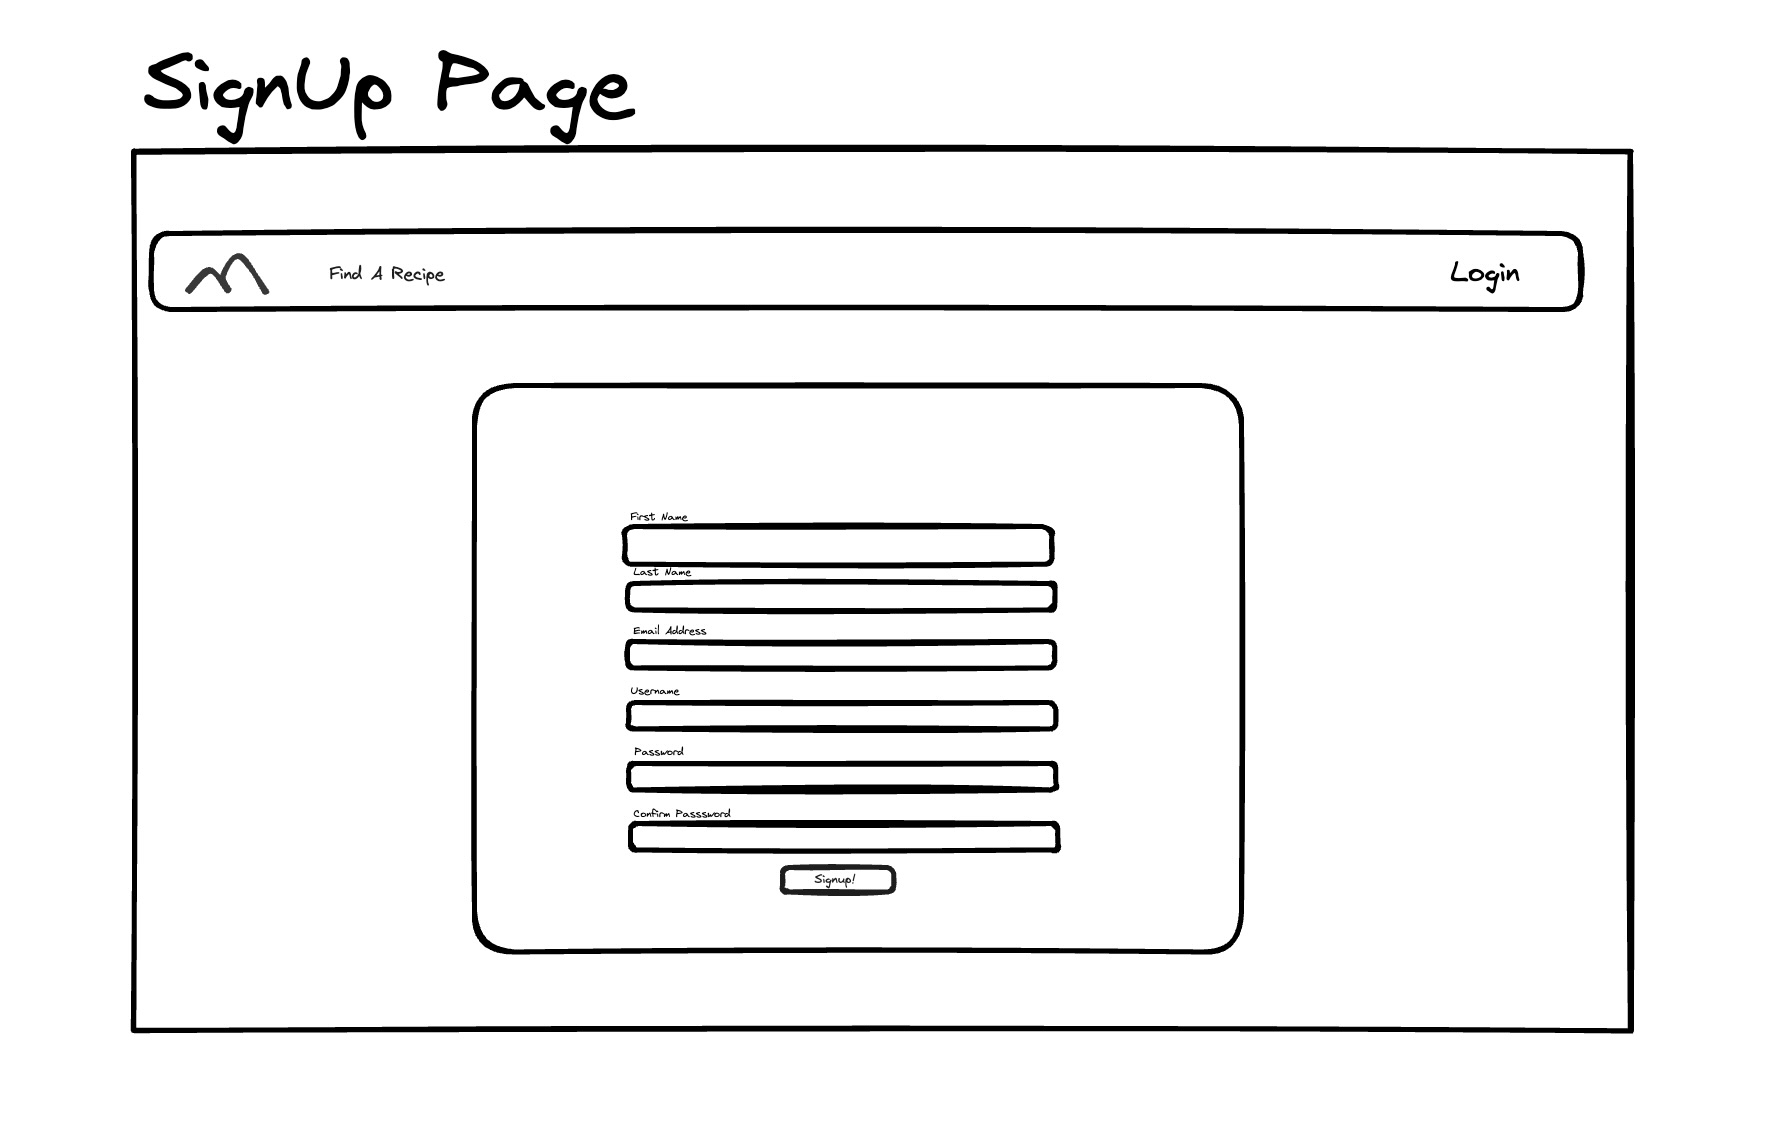 SignUp Page
Find A Recipe
Login
First Name
Last Name
Email Address
Username
Password
Confirm Passsword
Signup!